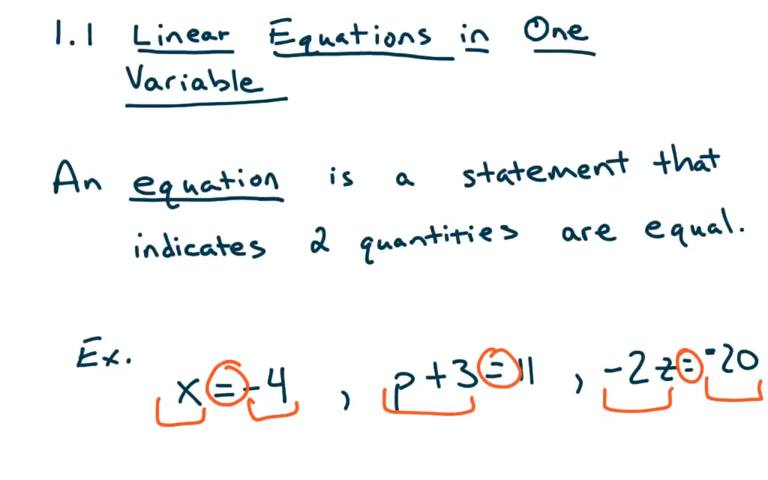 1.1 Linear Equations in One
Variable
An equation is a statement that
indicates 2 quantities are equal.
Ex. x = -4 , p + 3 = 11 , -2z = -20